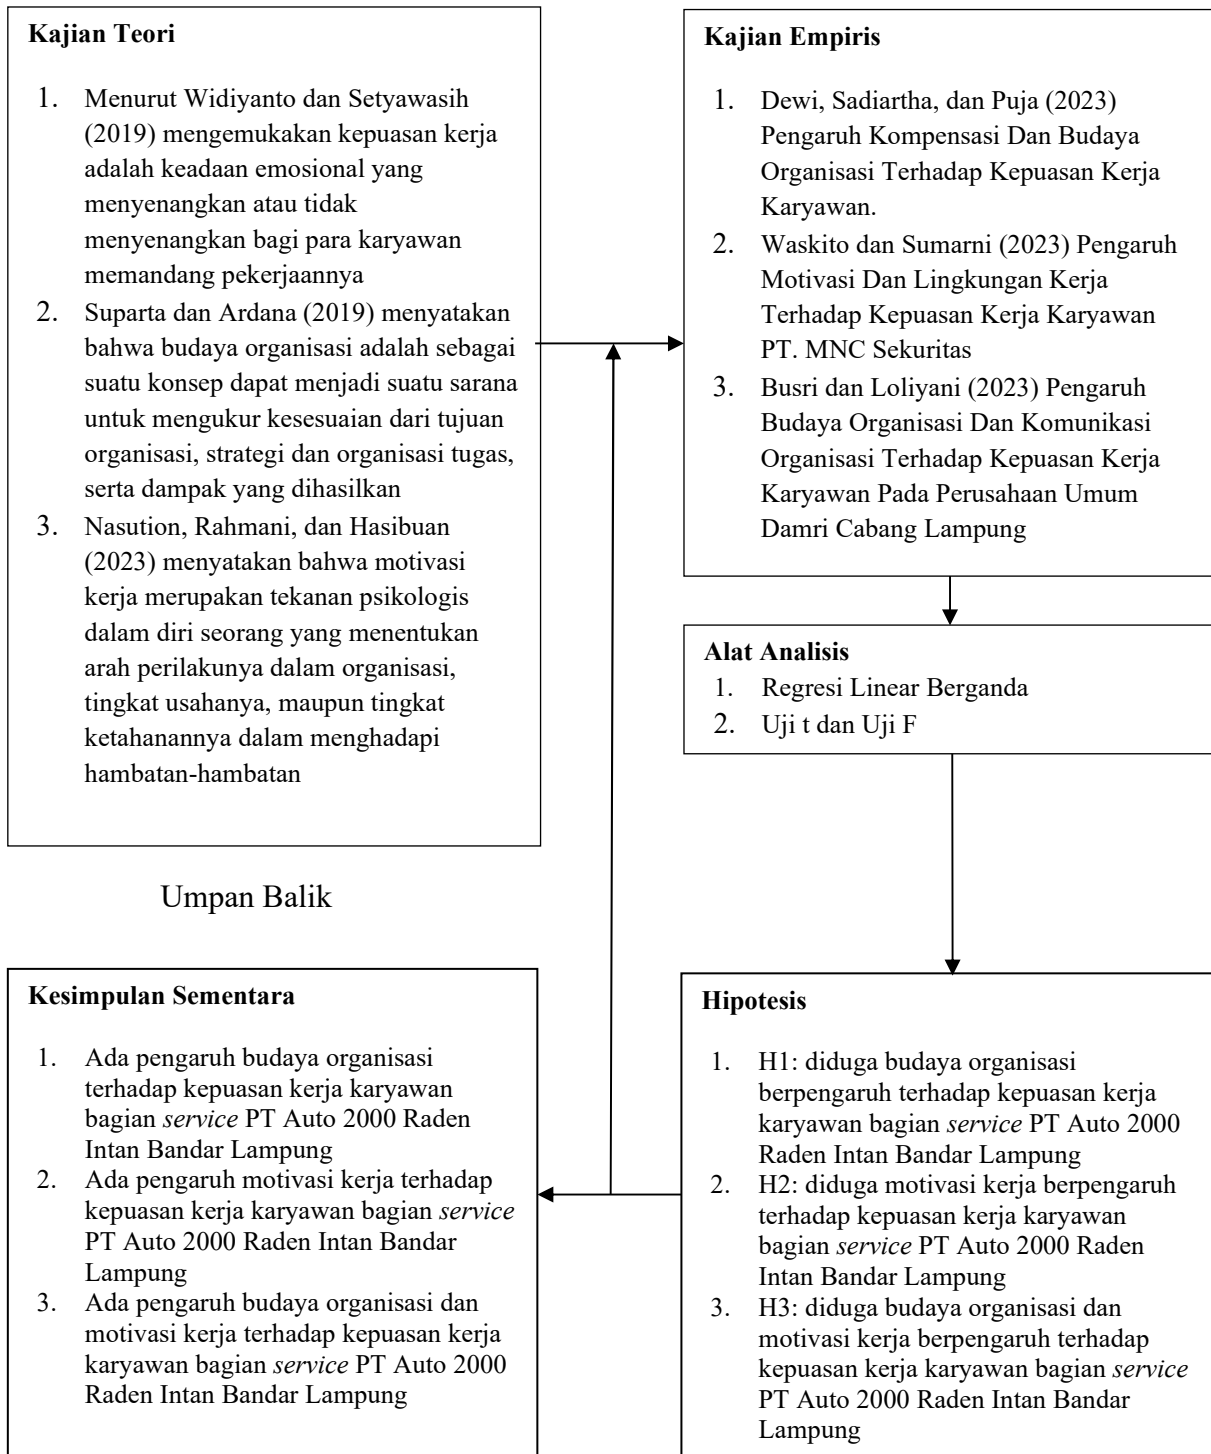 Kajian Teori
1. Menurut Widiyanto dan Setyawasih
(2019) mengemukakan kepuasan kerja
adalah keadaan emosional yang
menyenangkan atau tidak
menyenangkan bagi para karyawan
memandang pekerjaannya
2. Suparta dan Ardana (2019) menyatakan
bahwa budaya organisasi adalah sebagai
suatu konsep dapat menjadi suatu sarana
untuk mengukur kesesuaian dari tujuan
organisasi, strategi dan organisasi tugas,
serta dampak yang dihasilkan
3. Nasution, Rahmani, dan Hasibuan
(2023) menyatakan bahwa motivasi
kerja merupakan tekanan psikologis
dalam diri seorang yang menentukan
arah perilakunya dalam organisasi,
tingkat usahanya, maupun tingkat
ketahanannya dalam menghadapi
hambatan-hambatan
Kajian Empiris
1. Dewi, Sadiartha, dan Puja (2023)
Pengaruh Kompensasi Dan Budaya
Organisasi Terhadap Kepuasan Kerja
Karyawan.
2. Waskito dan Sumarni (2023) Pengaruh
Motivasi Dan Lingkungan Kerja
Terhadap Kepuasan Kerja Karyawan
PT. MNC Sekuritas
3. Busri dan Loliyani (2023) Pengaruh
Budaya Organisasi Dan Komunikasi
Organisasi Terhadap Kepuasan Kerja
Karyawan Pada Perusahaan Umum
Damri Cabang Lampung
Alat Analisis
1. Regresi Linear Berganda
2. Uji t dan Uji F
Umpan Balik
Kesimpulan Sementara
1. Ada pengaruh budaya organisasi
terhadap kepuasan kerja karyawan
bagian service PT Auto 2000 Raden
Intan Bandar Lampung
2. Ada pengaruh motivasi kerja terhadap
kepuasan kerja karyawan bagian service
PT Auto 2000 Raden Intan Bandar
Lampung
3. Ada pengaruh budaya organisasi dan
motivasi kerja terhadap kepuasan kerja
karyawan bagian service PT Auto 2000
Raden Intan Bandar Lampung
Hipotesis
1. H1: diduga budaya organisasi
berpengaruh terhadap kepuasan kerja
karyawan bagian service PT Auto 2000
Raden Intan Bandar Lampung
2. H2: diduga motivasi kerja berpengaruh
terhadap kepuasan kerja karyawan
bagian service PT Auto 2000 Raden
Intan Bandar Lampung
3. H3: diduga budaya organisasi dan
motivasi kerja berpengaruh terhadap
kepuasan kerja karyawan bagian service
PT Auto 2000 Raden Intan Bandar
Lampung